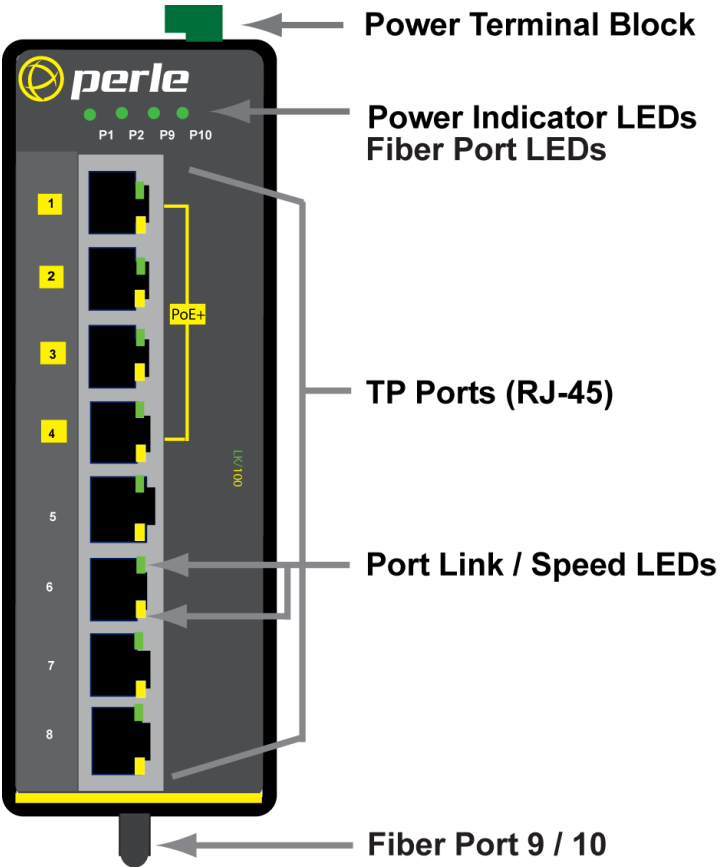 Power Terminal Block
perle
Power Indicator LEDs
Fiber Port LEDs
P1 P2 P9 P10
1
2
PoE+
3
TP Ports (RJ-45)
4
LK/100
5
Port Link / Speed LEDs
6
7
8
Fiber Port 9 / 10